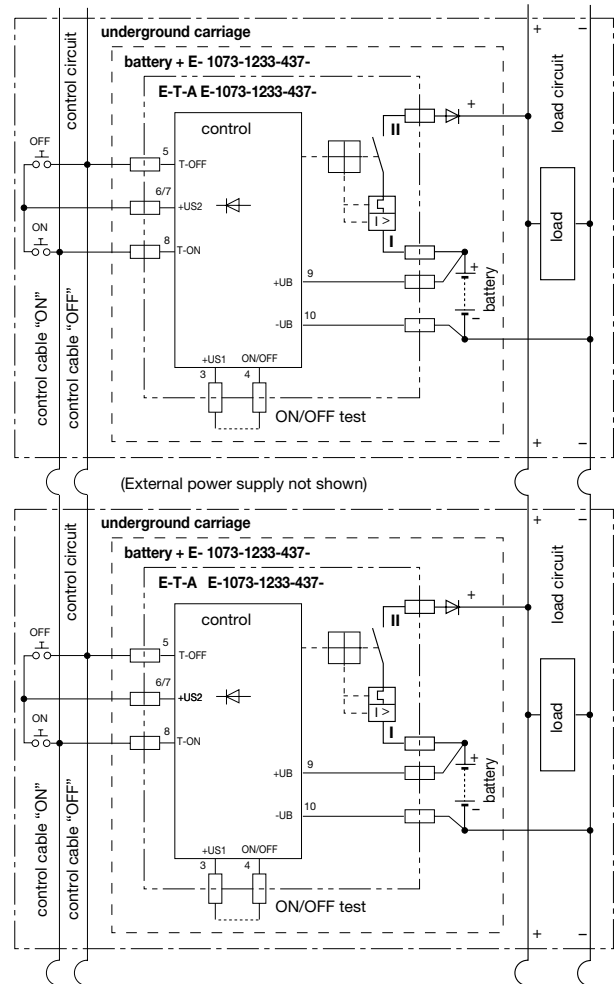 underground carriage
+
–
battery + E- 1073-1233-437-
E-T-A E-1073-1233-437-
control circuit
load circuit
control
II
+
OFF
5
T-OFF
6/7
+US2
I >
load
ON
8
T-ON
I
9
+UB
+
battery
–
10
-UB
control cable “ON”
control cable “OFF”
+US1
ON/OFF
3
4
ON/OFF test
+
–
(External power supply not shown)
underground carriage
+
–
battery + E- 1073-1233-437-
E-T-A E-1073-1233-437-
control circuit
load circuit
control
II
+
OFF
5
T-OFF
6/7
+US2
I >
load
ON
8
T-ON
I
9
+UB
+
battery
–
10
-UB
control cable “ON”
control cable “OFF”
+US1
ON/OFF
3
4
ON/OFF test
+
–